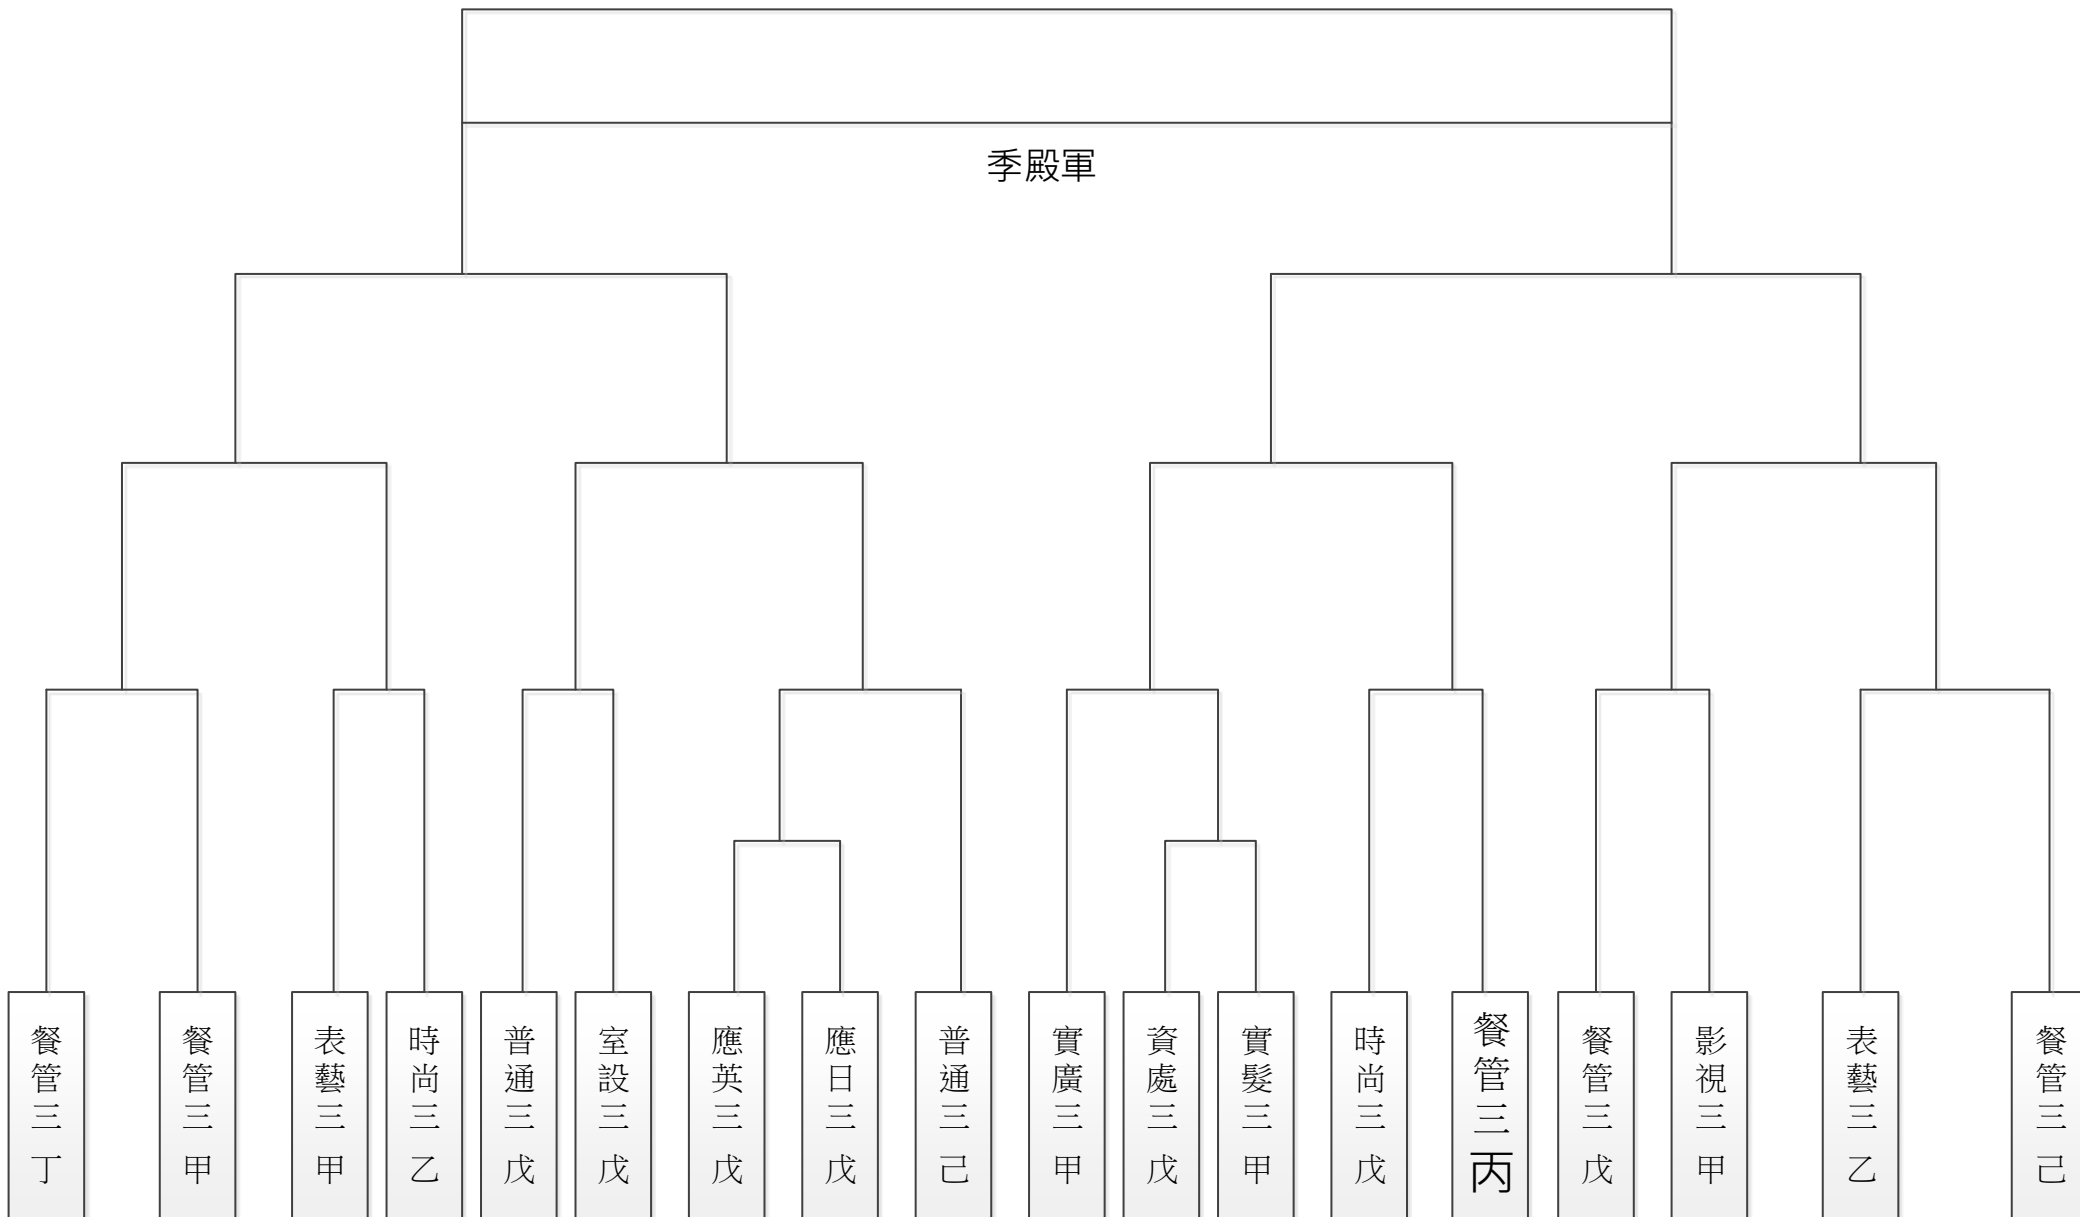 季殿軍
餐管三丁
餐管三甲
表藝三甲
時尚三乙
普通三戊
室設三戊
應英三戊
應日三戊
普通三己
實廣三甲
資處三戊
實髮三甲
時尚三戊
餐管三丙
餐管三戊
影視三甲
表藝三乙
餐管三己